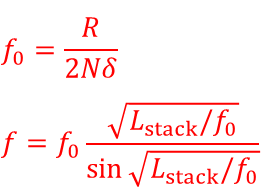 f₀ = R / 2Nδ
f = f₀ √(L_stack/f₀) / sin √(L_stack/f₀)